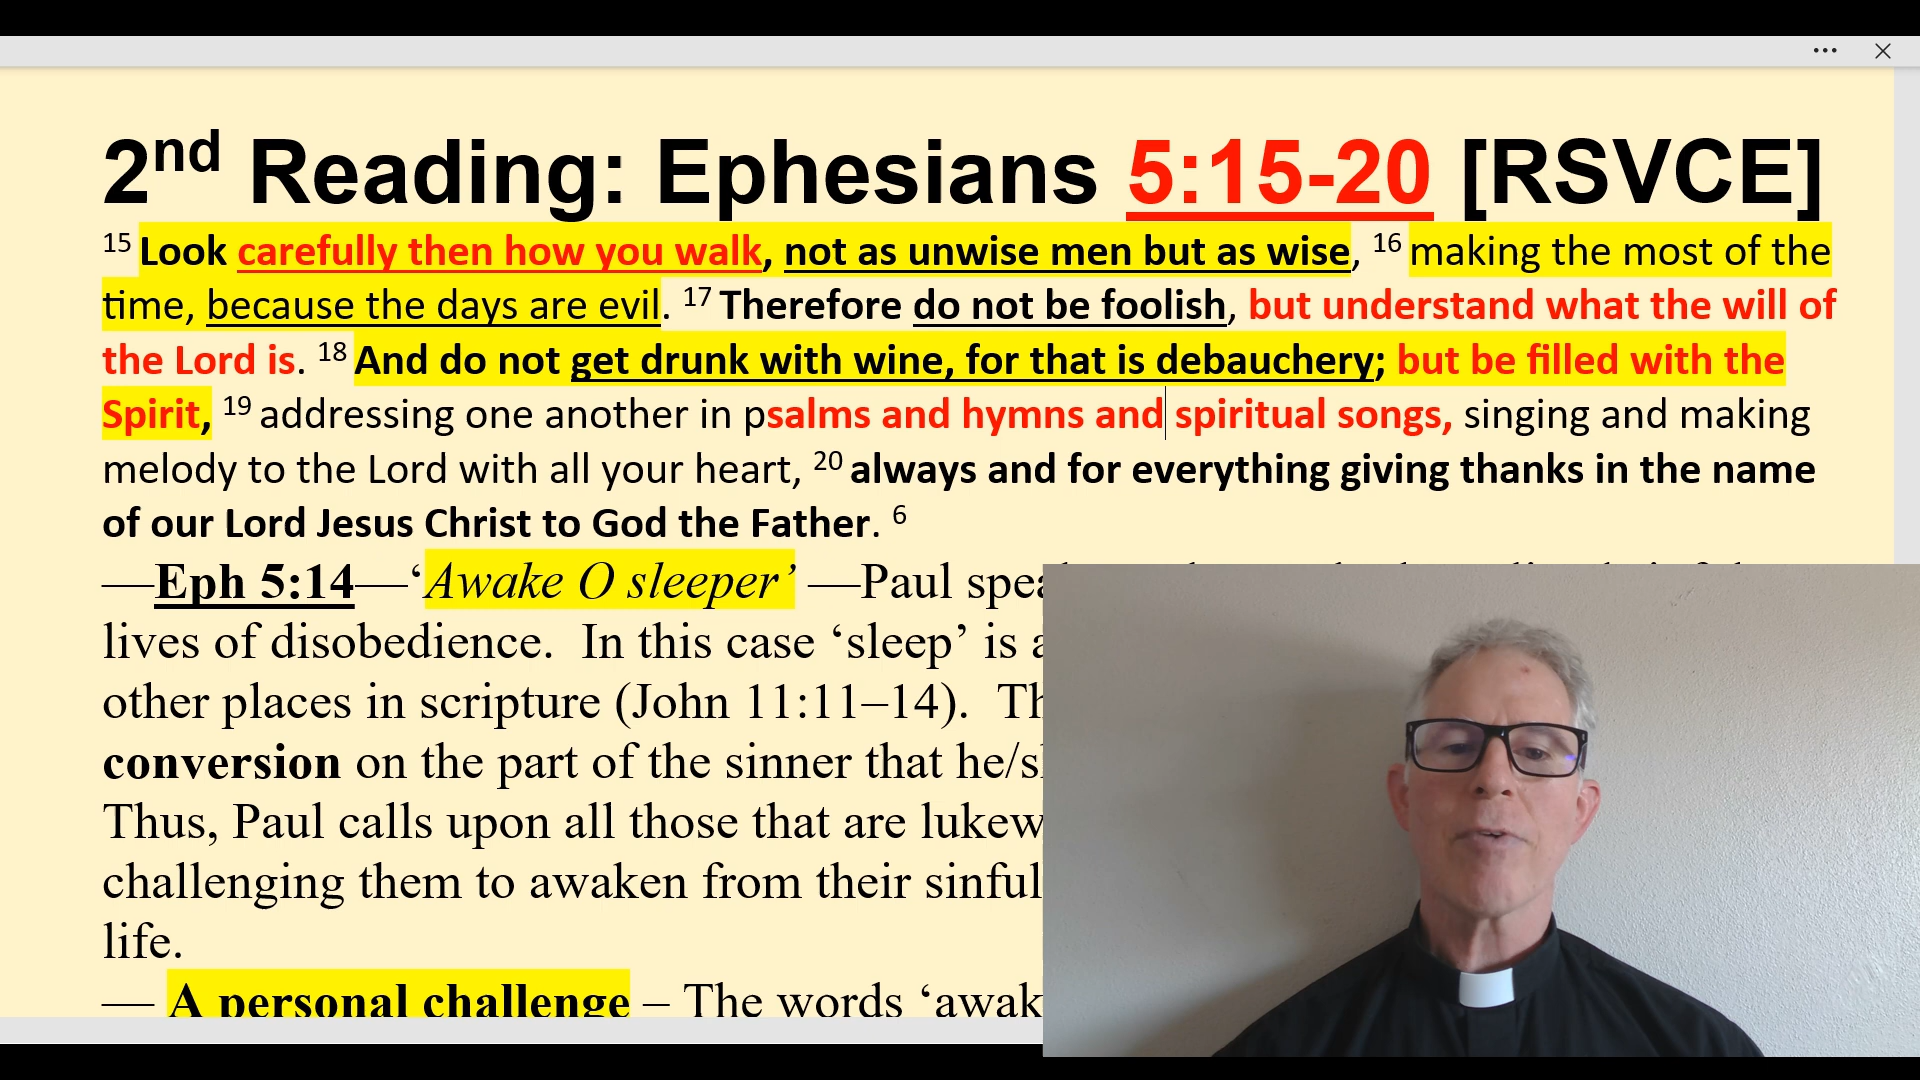 2nd Reading: Ephesians 5:15-20 [RSVCE]
15 Look carefully then how you walk, not as unwise men but as wise, 16 making the most of the
time, because the days are evil. 17 Therefore do not be foolish, but understand what the will of
the Lord is. 18 And do not get drunk with wine, for that is debauchery; but be filled with the
Spirit, 19 addressing one another in psalms and hymns and spiritual songs, singing and making
melody to the Lord with all your heart, 20 always and for everything giving thanks in the name
of our Lord Jesus Christ to God the Father. 6
—Eph 5:14—‘Awake O sleeper’ —Paul
lives of disobedience. In this case ‘sleep’ is
other places in scripture (John 11:11–14).
conversion on the part of the sinner that
Thus, Paul calls upon all those that are
challenging them to awaken from their sinful
life.
— A personal challenge – The words